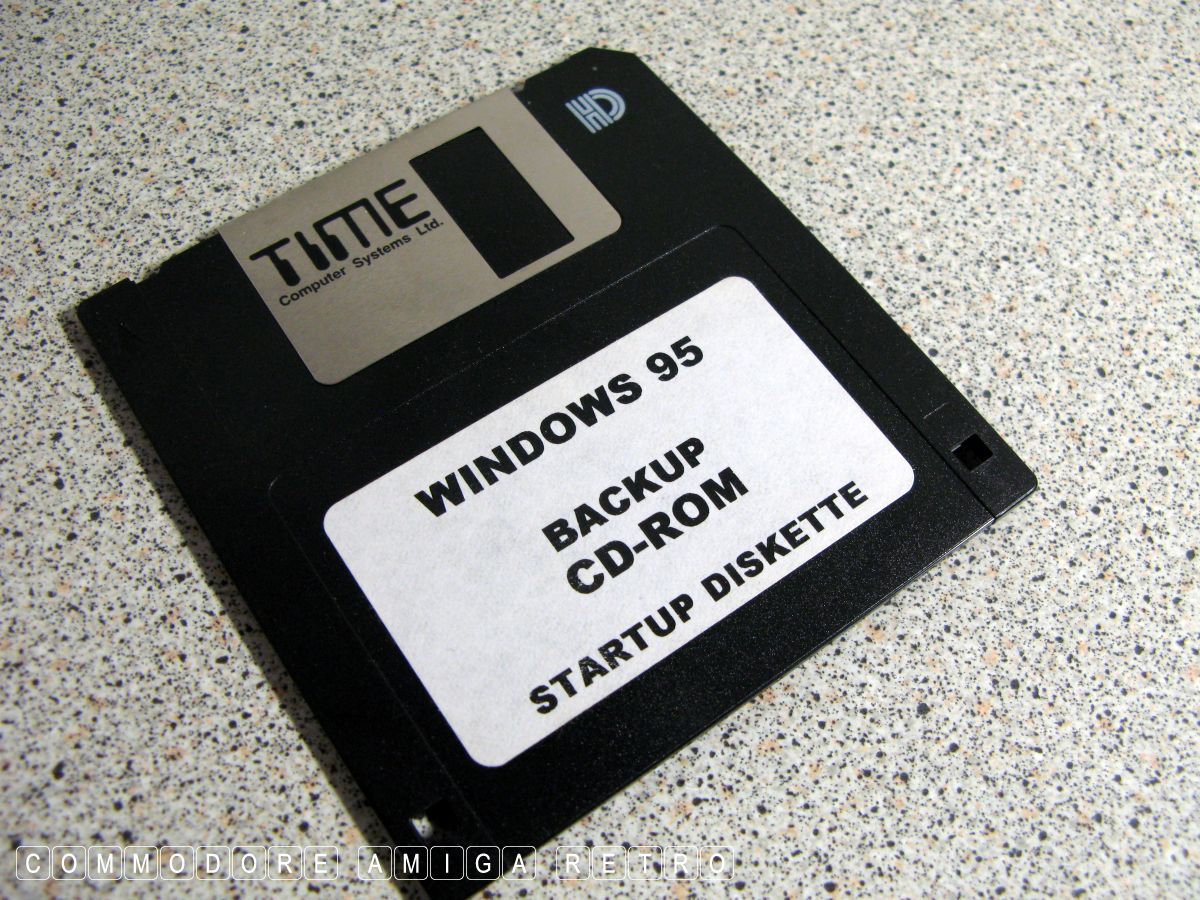 HD
TIME
Computer Systems Ltd.
WINDOWS 95
BACKUP
CD-ROM
STARTUP DISKETTE
COMMODORE AMIGA RETRO